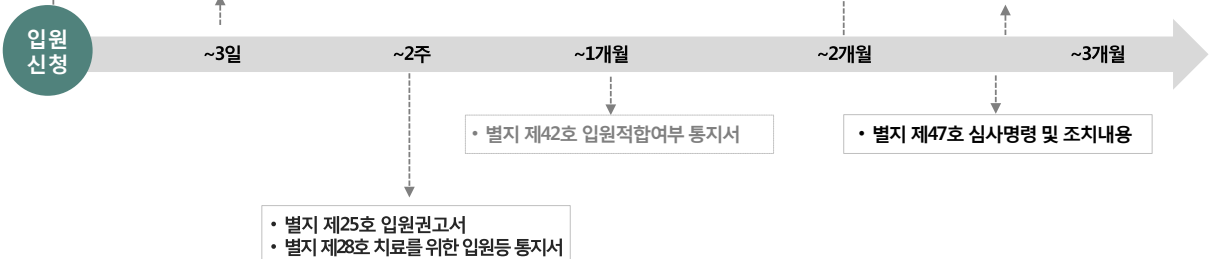 입원
신청
~3일
~2주
~1개월
~2개월
~3개월
• 별지 제42호 입원적합여부 통지서
• 별지 제47호 심사명령 및 조치내용
• 별지 제25호 입원권고서
• 별지 제28호 치료를 위한 입원등 통지서